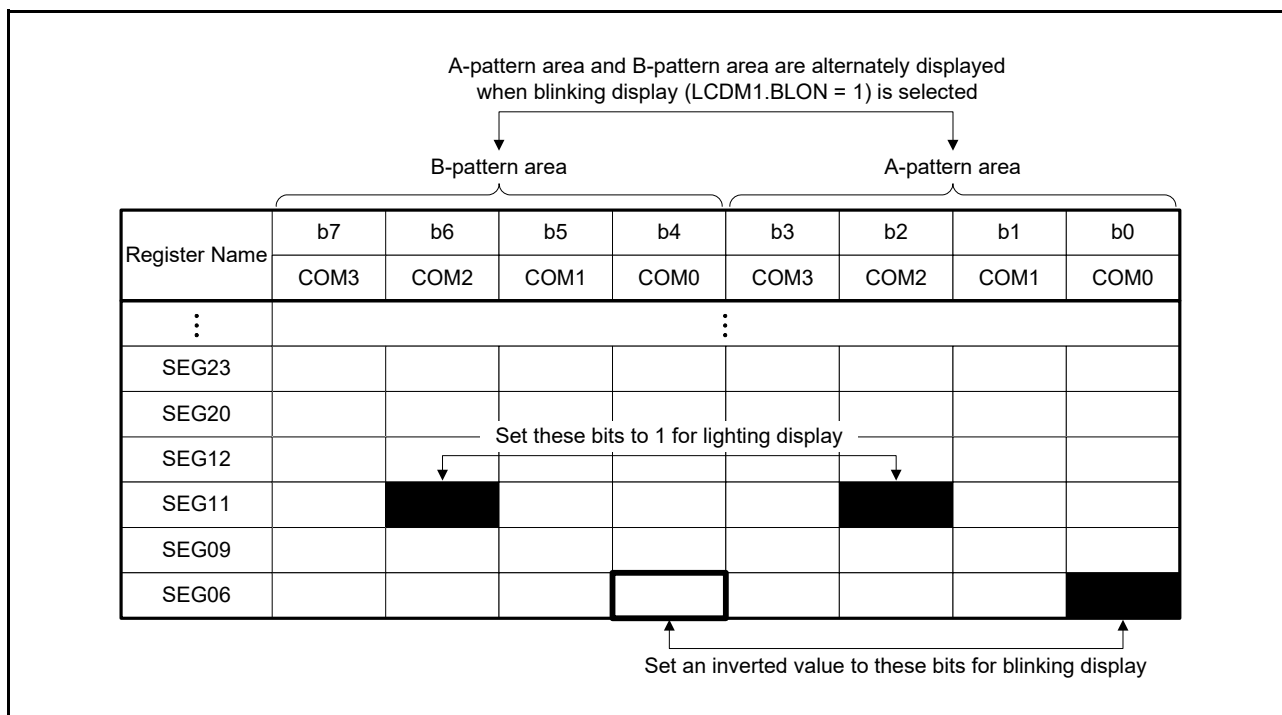 A-pattern area and B-pattern area are alternately displayed
when blinking display (LCDM1.BLON = 1) is selected
B-pattern area A-pattern area
Register Name b7 b6 b5 b4 b3 b2 b1 b0
COM3 COM2 COM1 COM0 COM3 COM2 COM1 COM0
⋮ ⋮
SEG23
SEG20
Set these bits to 1 for lighting display
SEG12
SEG11
SEG09
SEG06
Set an inverted value to these bits for blinking display